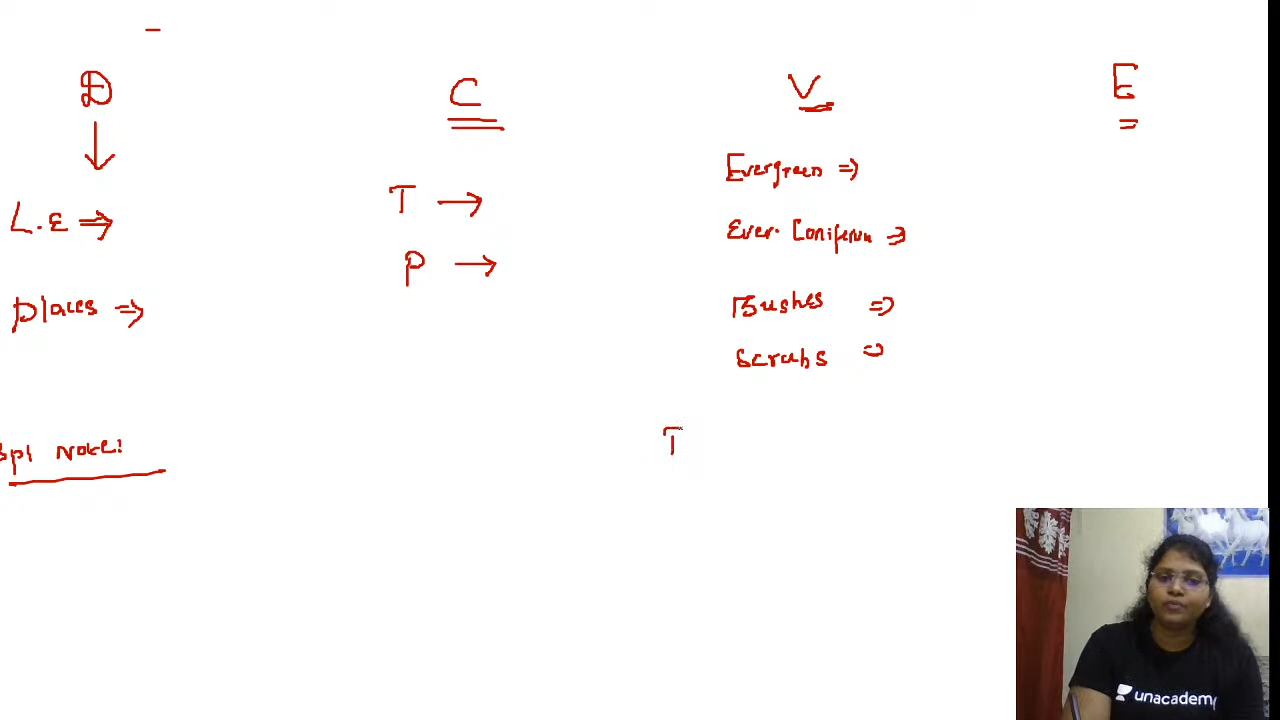 D
C
V
E
L.E ⇒
T →
P →
Evergreen ⇒
Ever. Coniferous ⇒
Places ⇒
Bushes ⇒
Scrubs ⇒
Spl Note:
T
unacademy